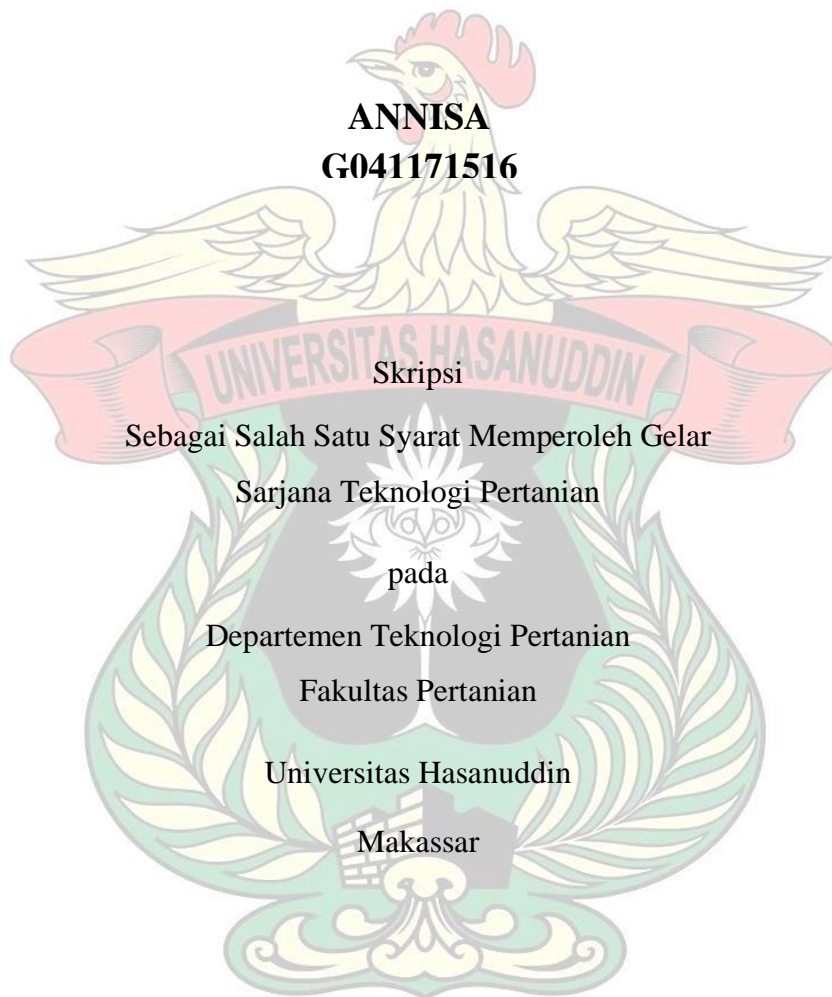 ANNISA
G041171516
UNIVERSITAS HASANUDDIN
Skripsi
Sebagai Salah Satu Syarat Memperoleh Gelar
Sarjana Teknologi Pertanian
pada
Departemen Teknologi Pertanian
Fakultas Pertanian
Universitas Hasanuddin
Makassar